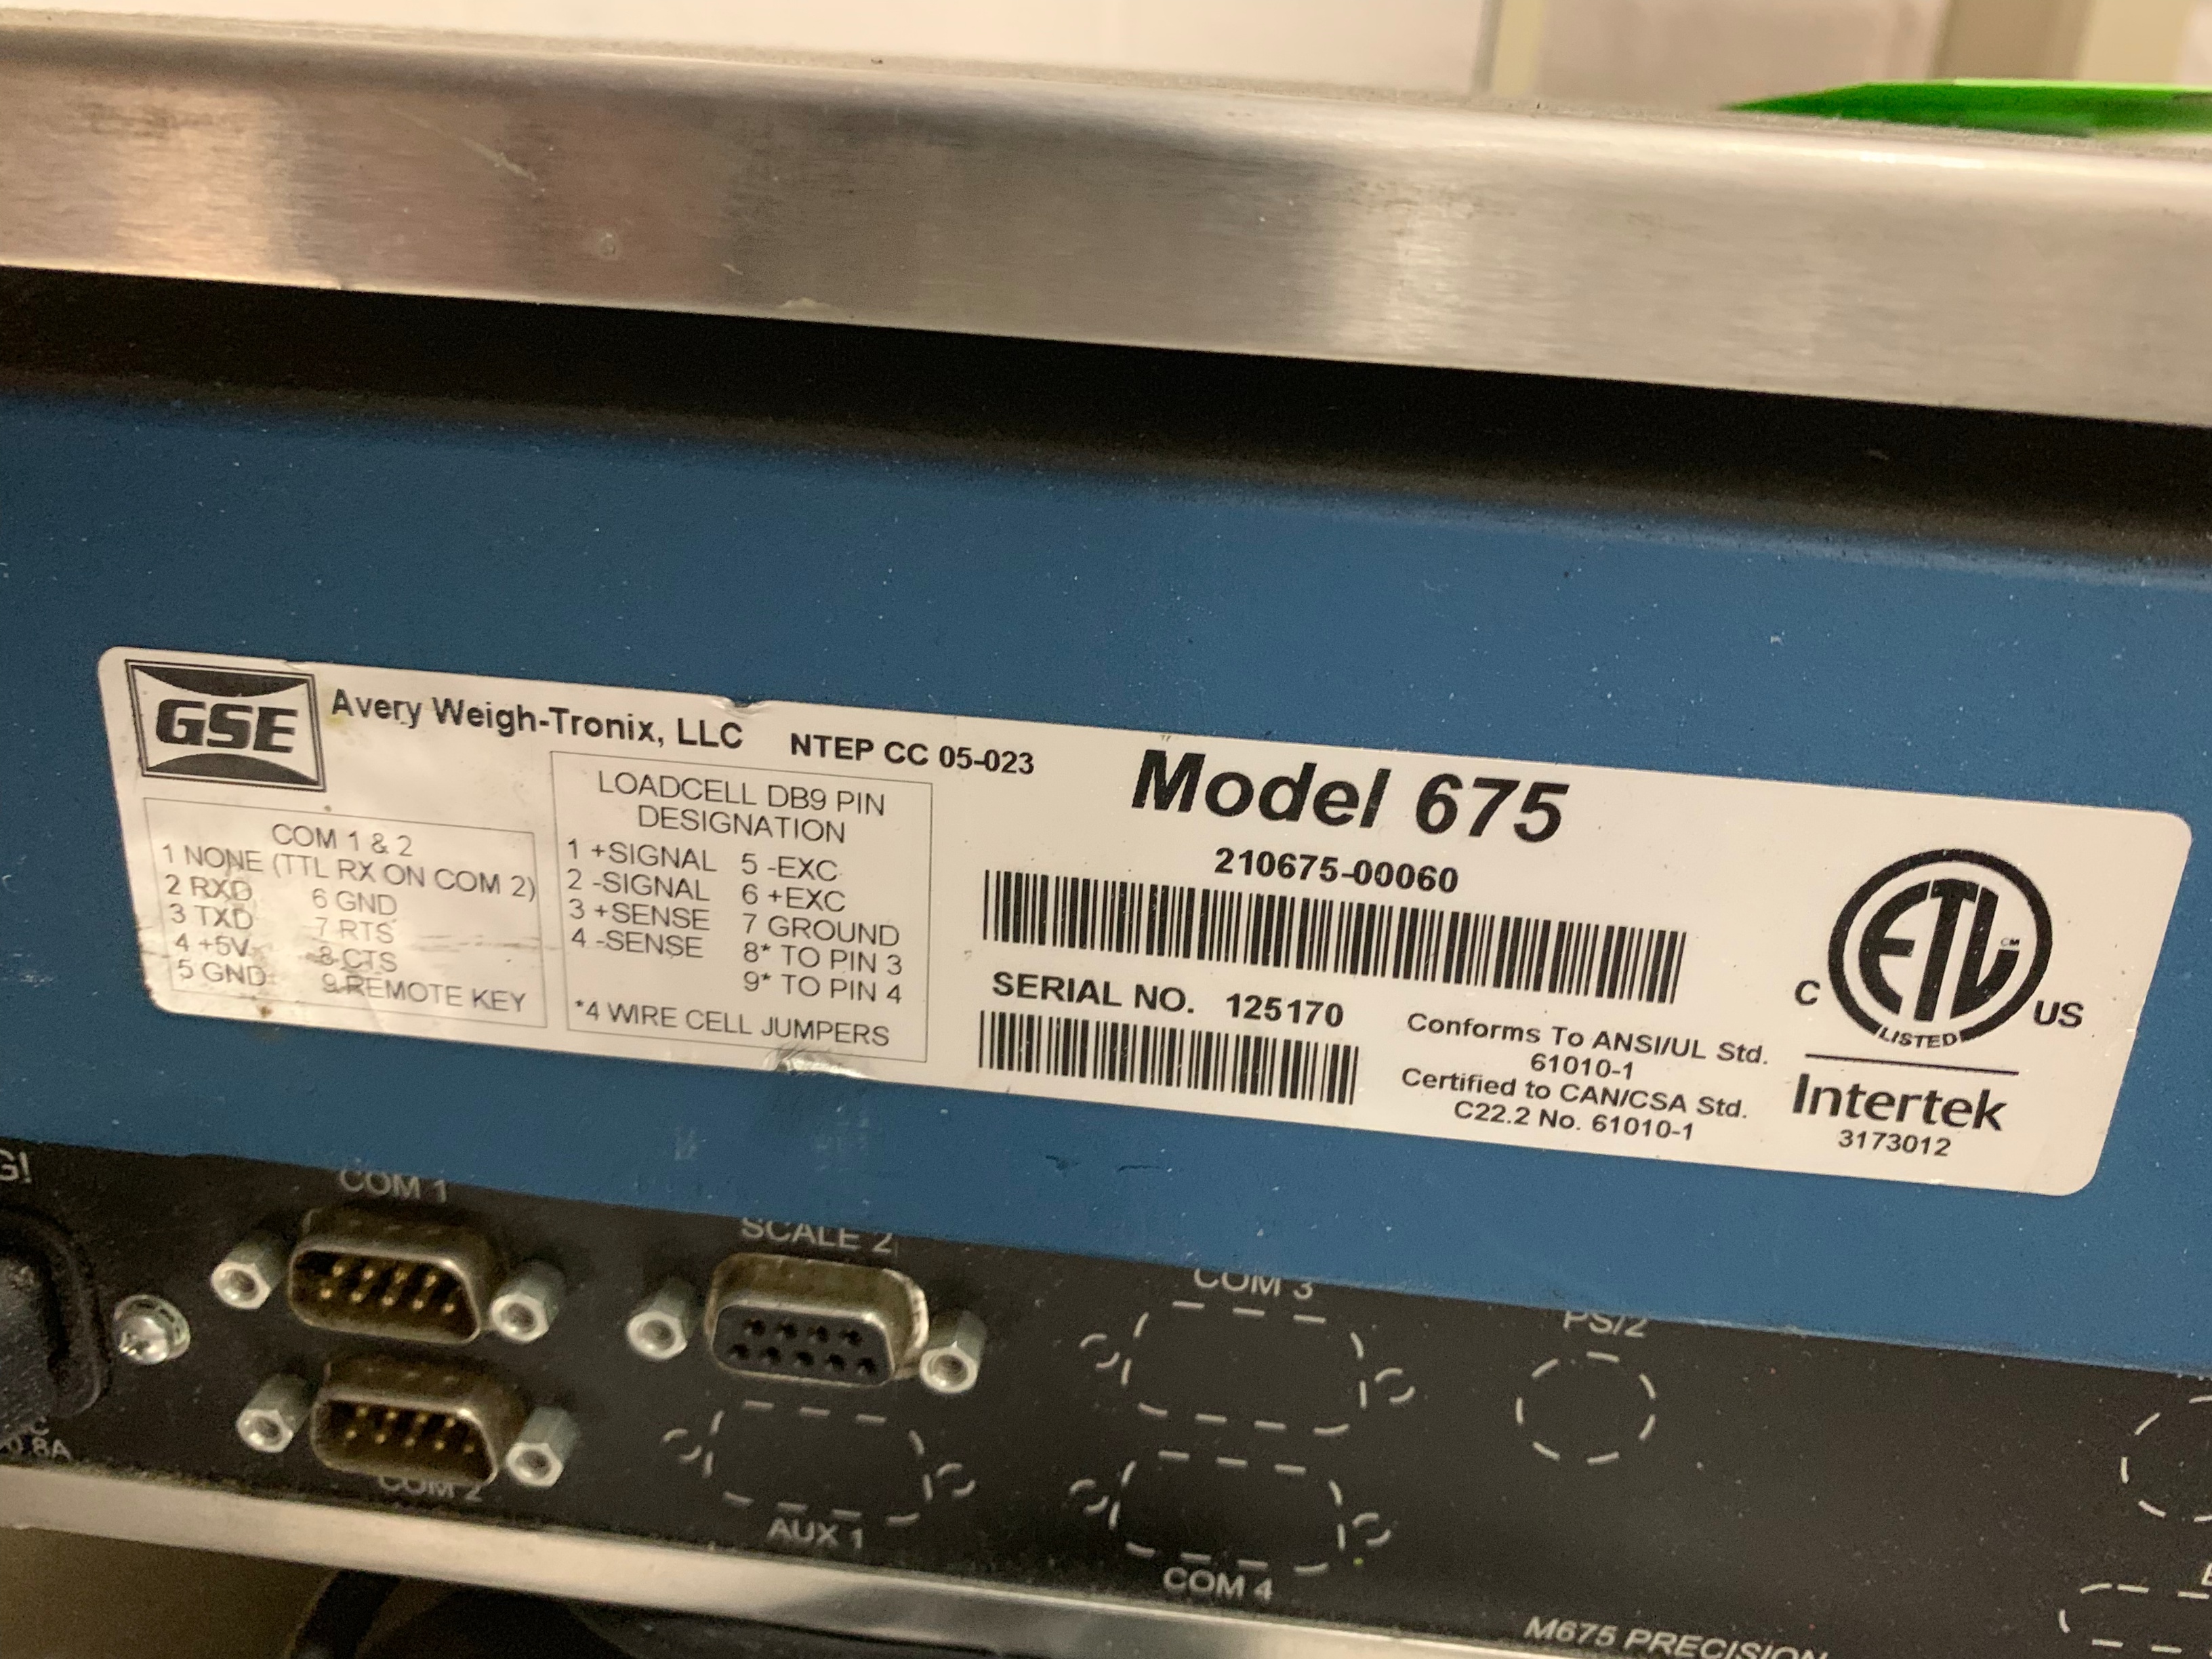 GSE
Avery Weigh-Tronix, LLC
NTEP CC 05-023
COM 1 & 2
1 NONE (TTL RX ON COM 2)
2 RXD 6 GND
3 TXD 7 RTS
4 +5V 8 CTS
5 GND 9 REMOTE KEY
LOADCELL DB9 PIN
DESIGNATION
1 +SIGNAL 5 -EXC
2 -SIGNAL 6 +EXC
3 +SENSE 7 GROUND
4 -SENSE 8* TO PIN 3
9* TO PIN 4
*4 WIRE CELL JUMPERS
Model 675
210675-00060
SERIAL NO. 125170
Conforms To ANSI/UL Std.
61010-1
Certified to CAN/CSA Std.
C22.2 No. 61010-1
ETL CM
C US
LISTED
Intertek
3173012
COM 1
SCALE 2
COM 3
PS/2
COM 2
AUX 1
COM 4
0.8A
M675 PRECISION